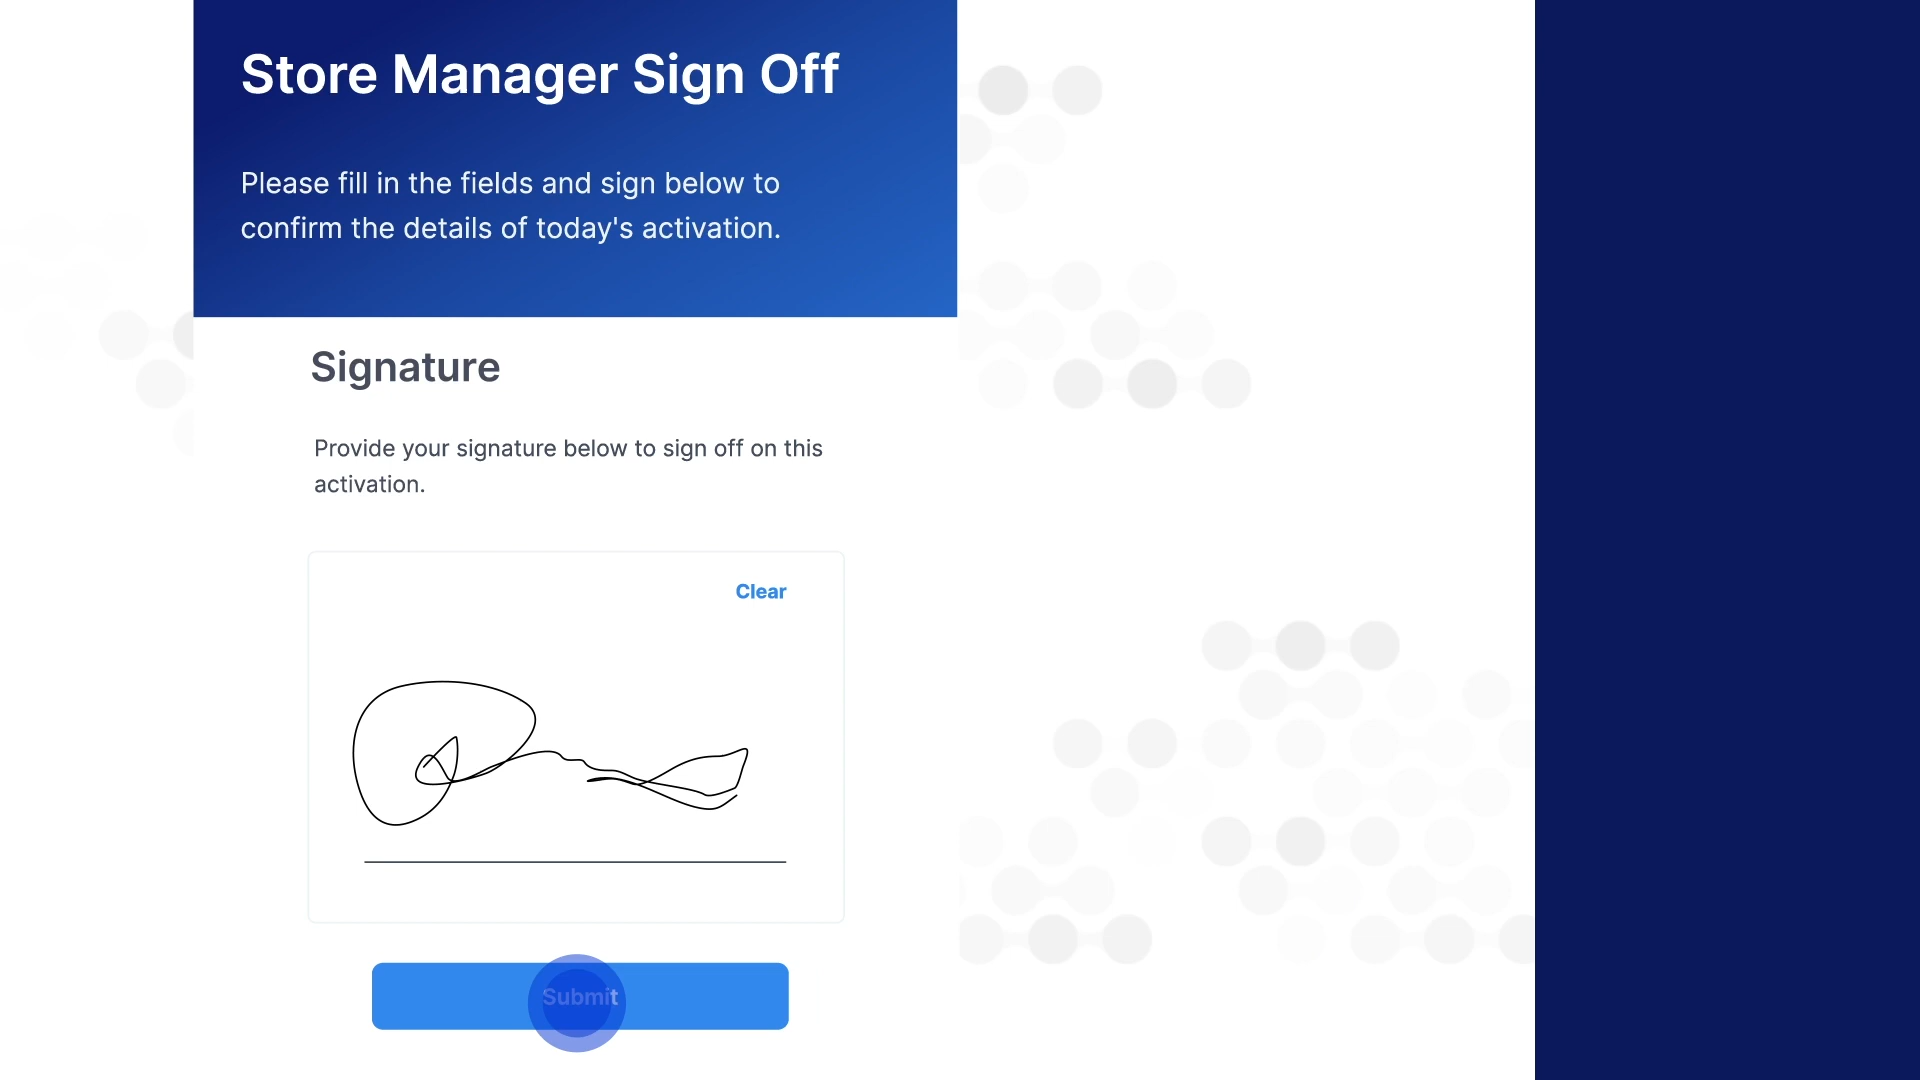 Store Manager Sign Off
Please fill in the fields and sign below to
confirm the details of today's activation.
Signature
Provide your signature below to sign off on this
activation.
Clear
Submit